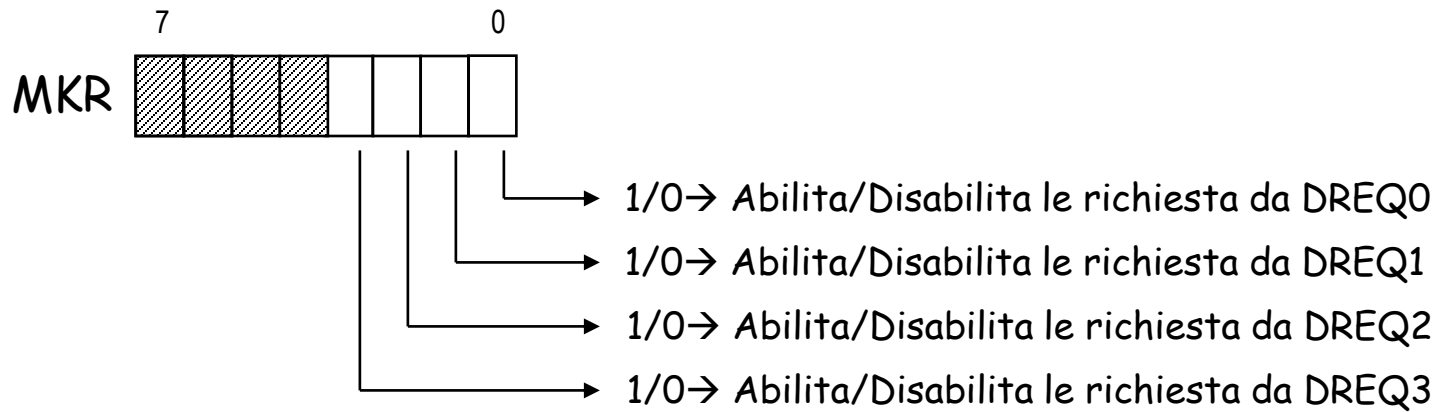 7 0
MKR
1/0→ Abilita/Disabilita le richiesta da DREQ0
1/0→ Abilita/Disabilita le richiesta da DREQ1
1/0→ Abilita/Disabilita le richiesta da DREQ2
1/0→ Abilita/Disabilita le richiesta da DREQ3